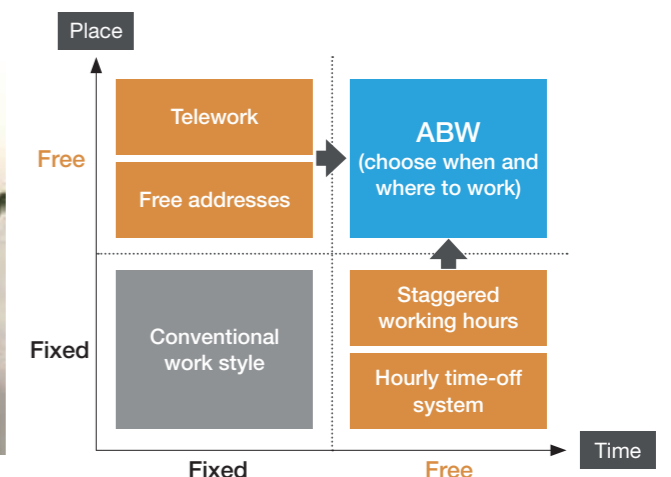 Place
Free
Telework
Free addresses
ABW
(choose when and
where to work)
Fixed
Conventional
work style
Staggered
working hours
Hourly time-off
system
Time
Fixed
Free